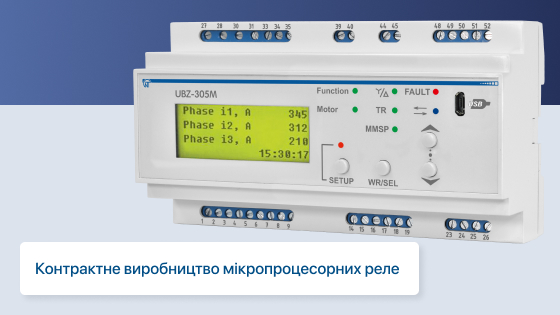 27 28 30 31 33 34 35
39 40
44 45
48 49 50 51 52
UBZ-305M
Function
Y/Δ
FAULT
USB
Motor
TR
MMSP
Phase i1, A 345
Phase i2, A 312
Phase i3, A 210
15:30:17
SETUP
WR/SEL
1 2 3 4 5 6 7 8 9
14 15 16 17 18 19
23 24 25 26
Контрактне виробництво мікропроцесорних реле